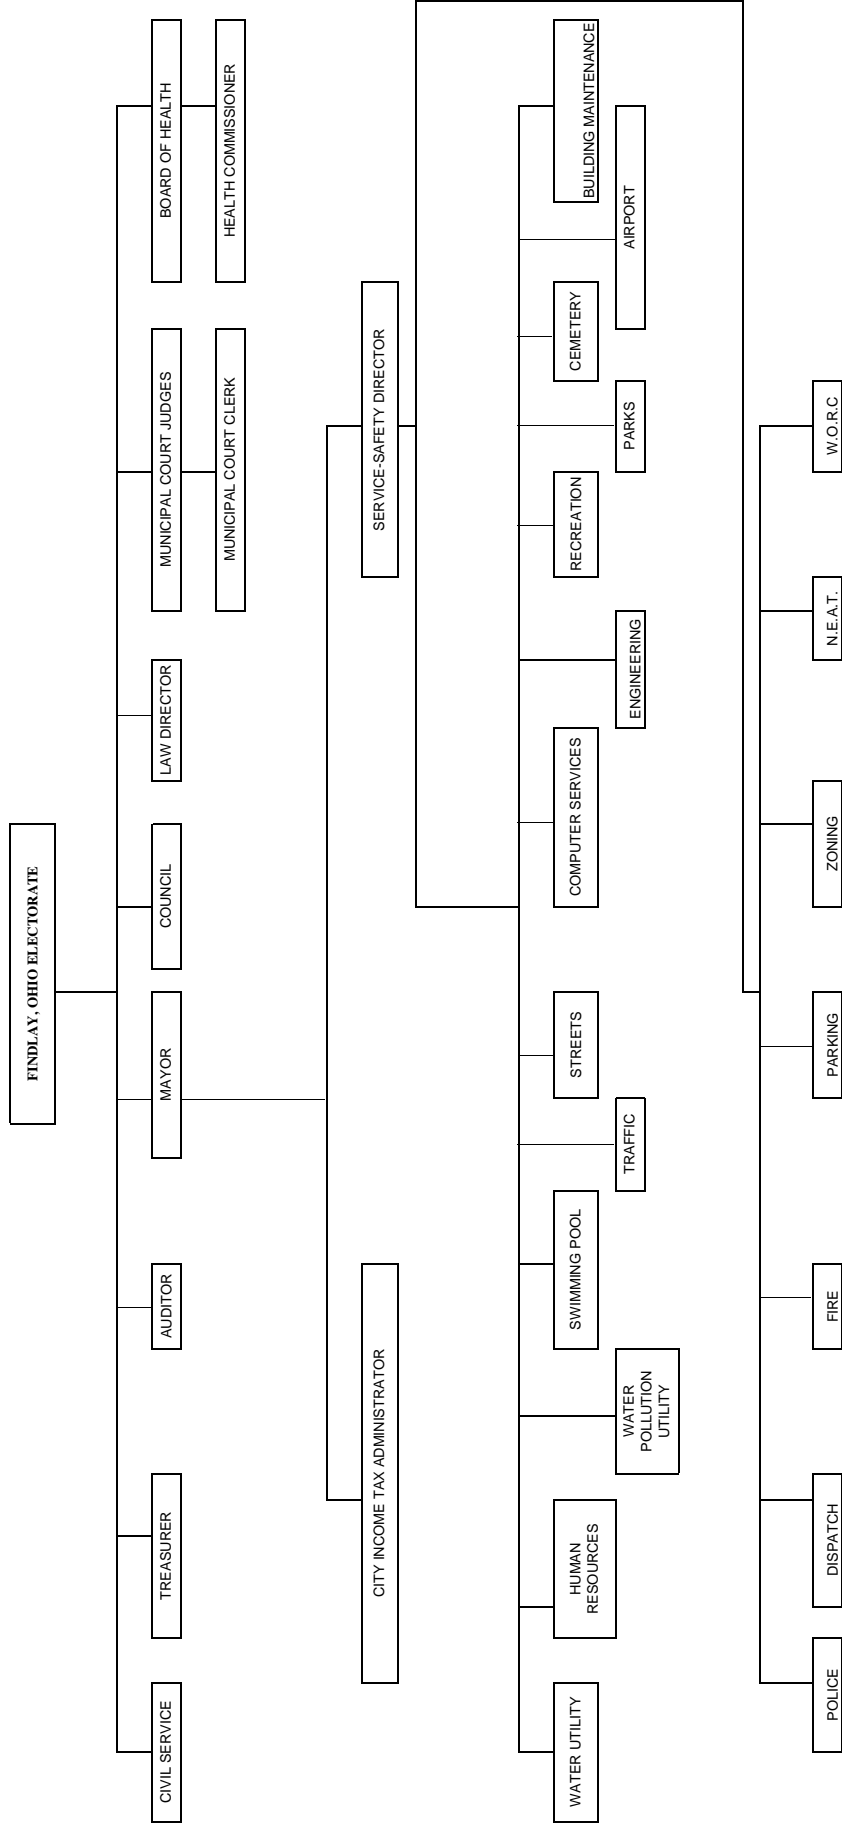 FINDLAY, OHIO ELECTORATE
CIVIL SERVICE
TREASURER
AUDITOR
MAYOR
COUNCIL
LAW DIRECTOR
MUNICIPAL COURT JUDGES
BOARD OF HEALTH
MUNICIPAL COURT CLERK
HEALTH COMMISSIONER
CITY INCOME TAX ADMINISTRATOR
SERVICE-SAFETY DIRECTOR
WATER UTILITY
HUMAN
RESOURCES
SWIMMING POOL
STREETS
COMPUTER SERVICES
RECREATION
CEMETERY
BUILDING MAINTENANCE
WATER
POLLUTION
UTILITY
TRAFFIC
ENGINEERING
PARKS
AIRPORT
POLICE
DISPATCH
FIRE
PARKING
ZONING
N.E.A.T.
W.O.R.C